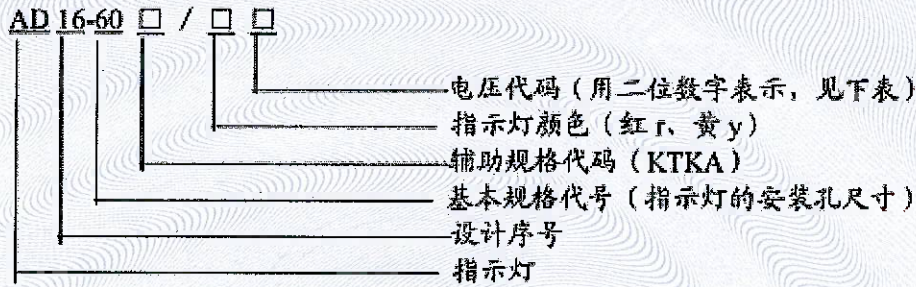 AD 16-60 □ / □ □
电压代码（用二位数字表示，见下表）
指示灯颜色（红 r、黄 y）
辅助规格代码（KTKA）
基本规格代号（指示灯的安装孔尺寸）
设计序号
指示灯